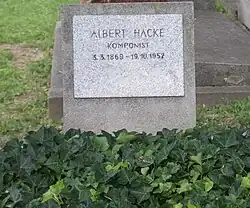 ALBERT HACKE
KOMPONIST
3.3.1869 – 19.10.1952